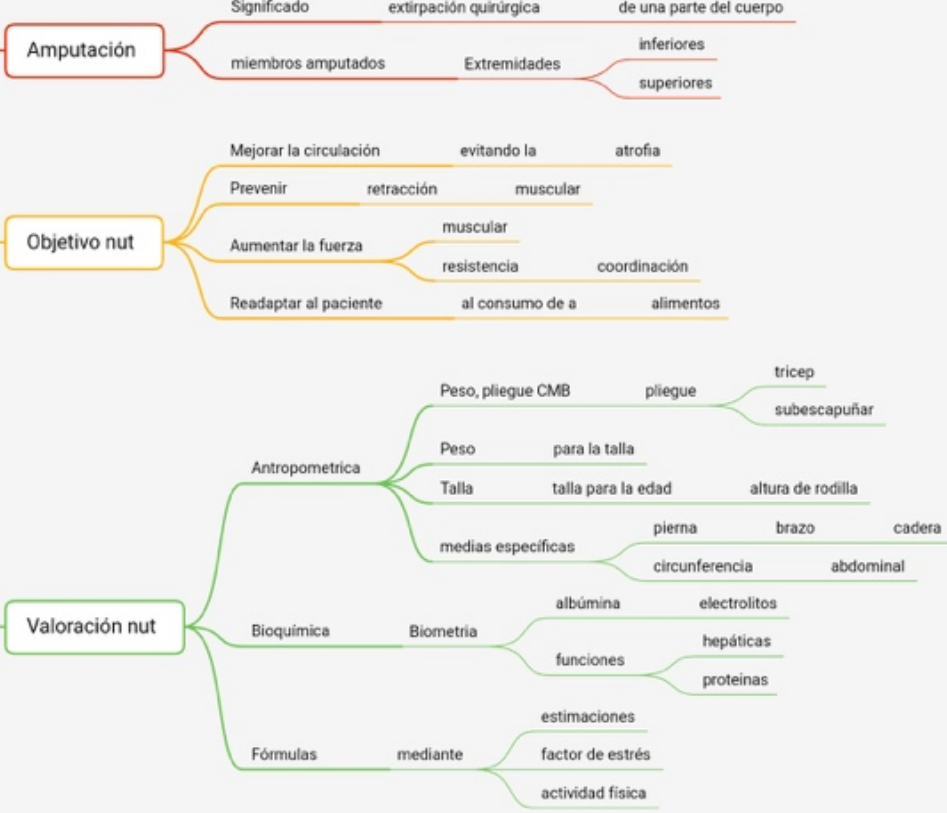 Significado extirpación quirúrgica de una parte del cuerpo
Amputación
miembros amputados Extremidades
inferiores
superiores
Mejorar la circulación evitando la atrofia
Prevenir retracción muscular
Objetivo nut
Aumentar la fuerza
muscular
resistencia coordinación
Readaptar al paciente al consumo de a alimentos
Valoración nut
Antropometrica
Peso, pliegue CMB pliegue
tricep
subescapuñar
Peso para la talla
Talla talla para la edad altura de rodilla
medias específicas
pierna brazo cadera
circunferencia abdominal
Bioquímica Biometria
albúmina electrolitos
funciones
hepáticas
proteinas
Fórmulas mediante
estimaciones
factor de estrés
actividad física